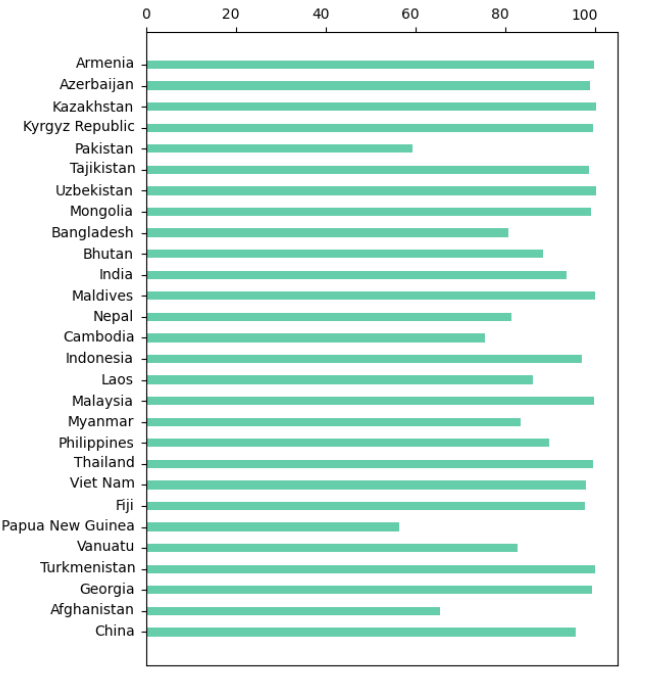 0 20 40 60 80 100
Armenia
Azerbaijan
Kazakhstan
Kyrgyz Republic
Pakistan
Tajikistan
Uzbekistan
Mongolia
Bangladesh
Bhutan
India
Maldives
Nepal
Cambodia
Indonesia
Laos
Malaysia
Myanmar
Philippines
Thailand
Viet Nam
Fiji
Papua New Guinea
Vanuatu
Turkmenistan
Georgia
Afghanistan
China